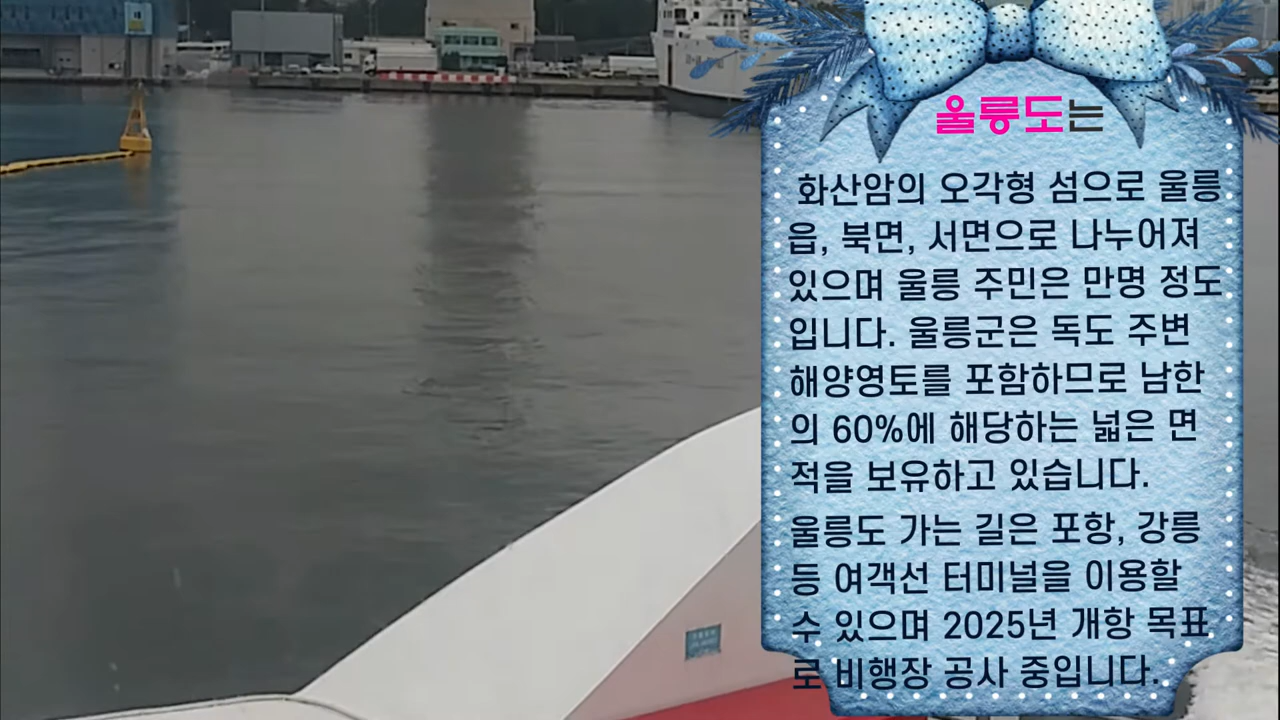 울릉도는
화산암의 오각형 섬으로 울릉
읍, 북면, 서면으로 나누어져
있으며 울릉 주민은 만명 정도
입니다. 울릉군은 독도 주변
해양영토를 포함하므로 남한
의 60%에 해당하는 넓은 면
적을 보유하고 있습니다.
울릉도 가는 길은 포항, 강릉
등 여객선 터미널을 이용할
수 있으며 2025년 개항 목표
로 비행장 공사 중입니다.